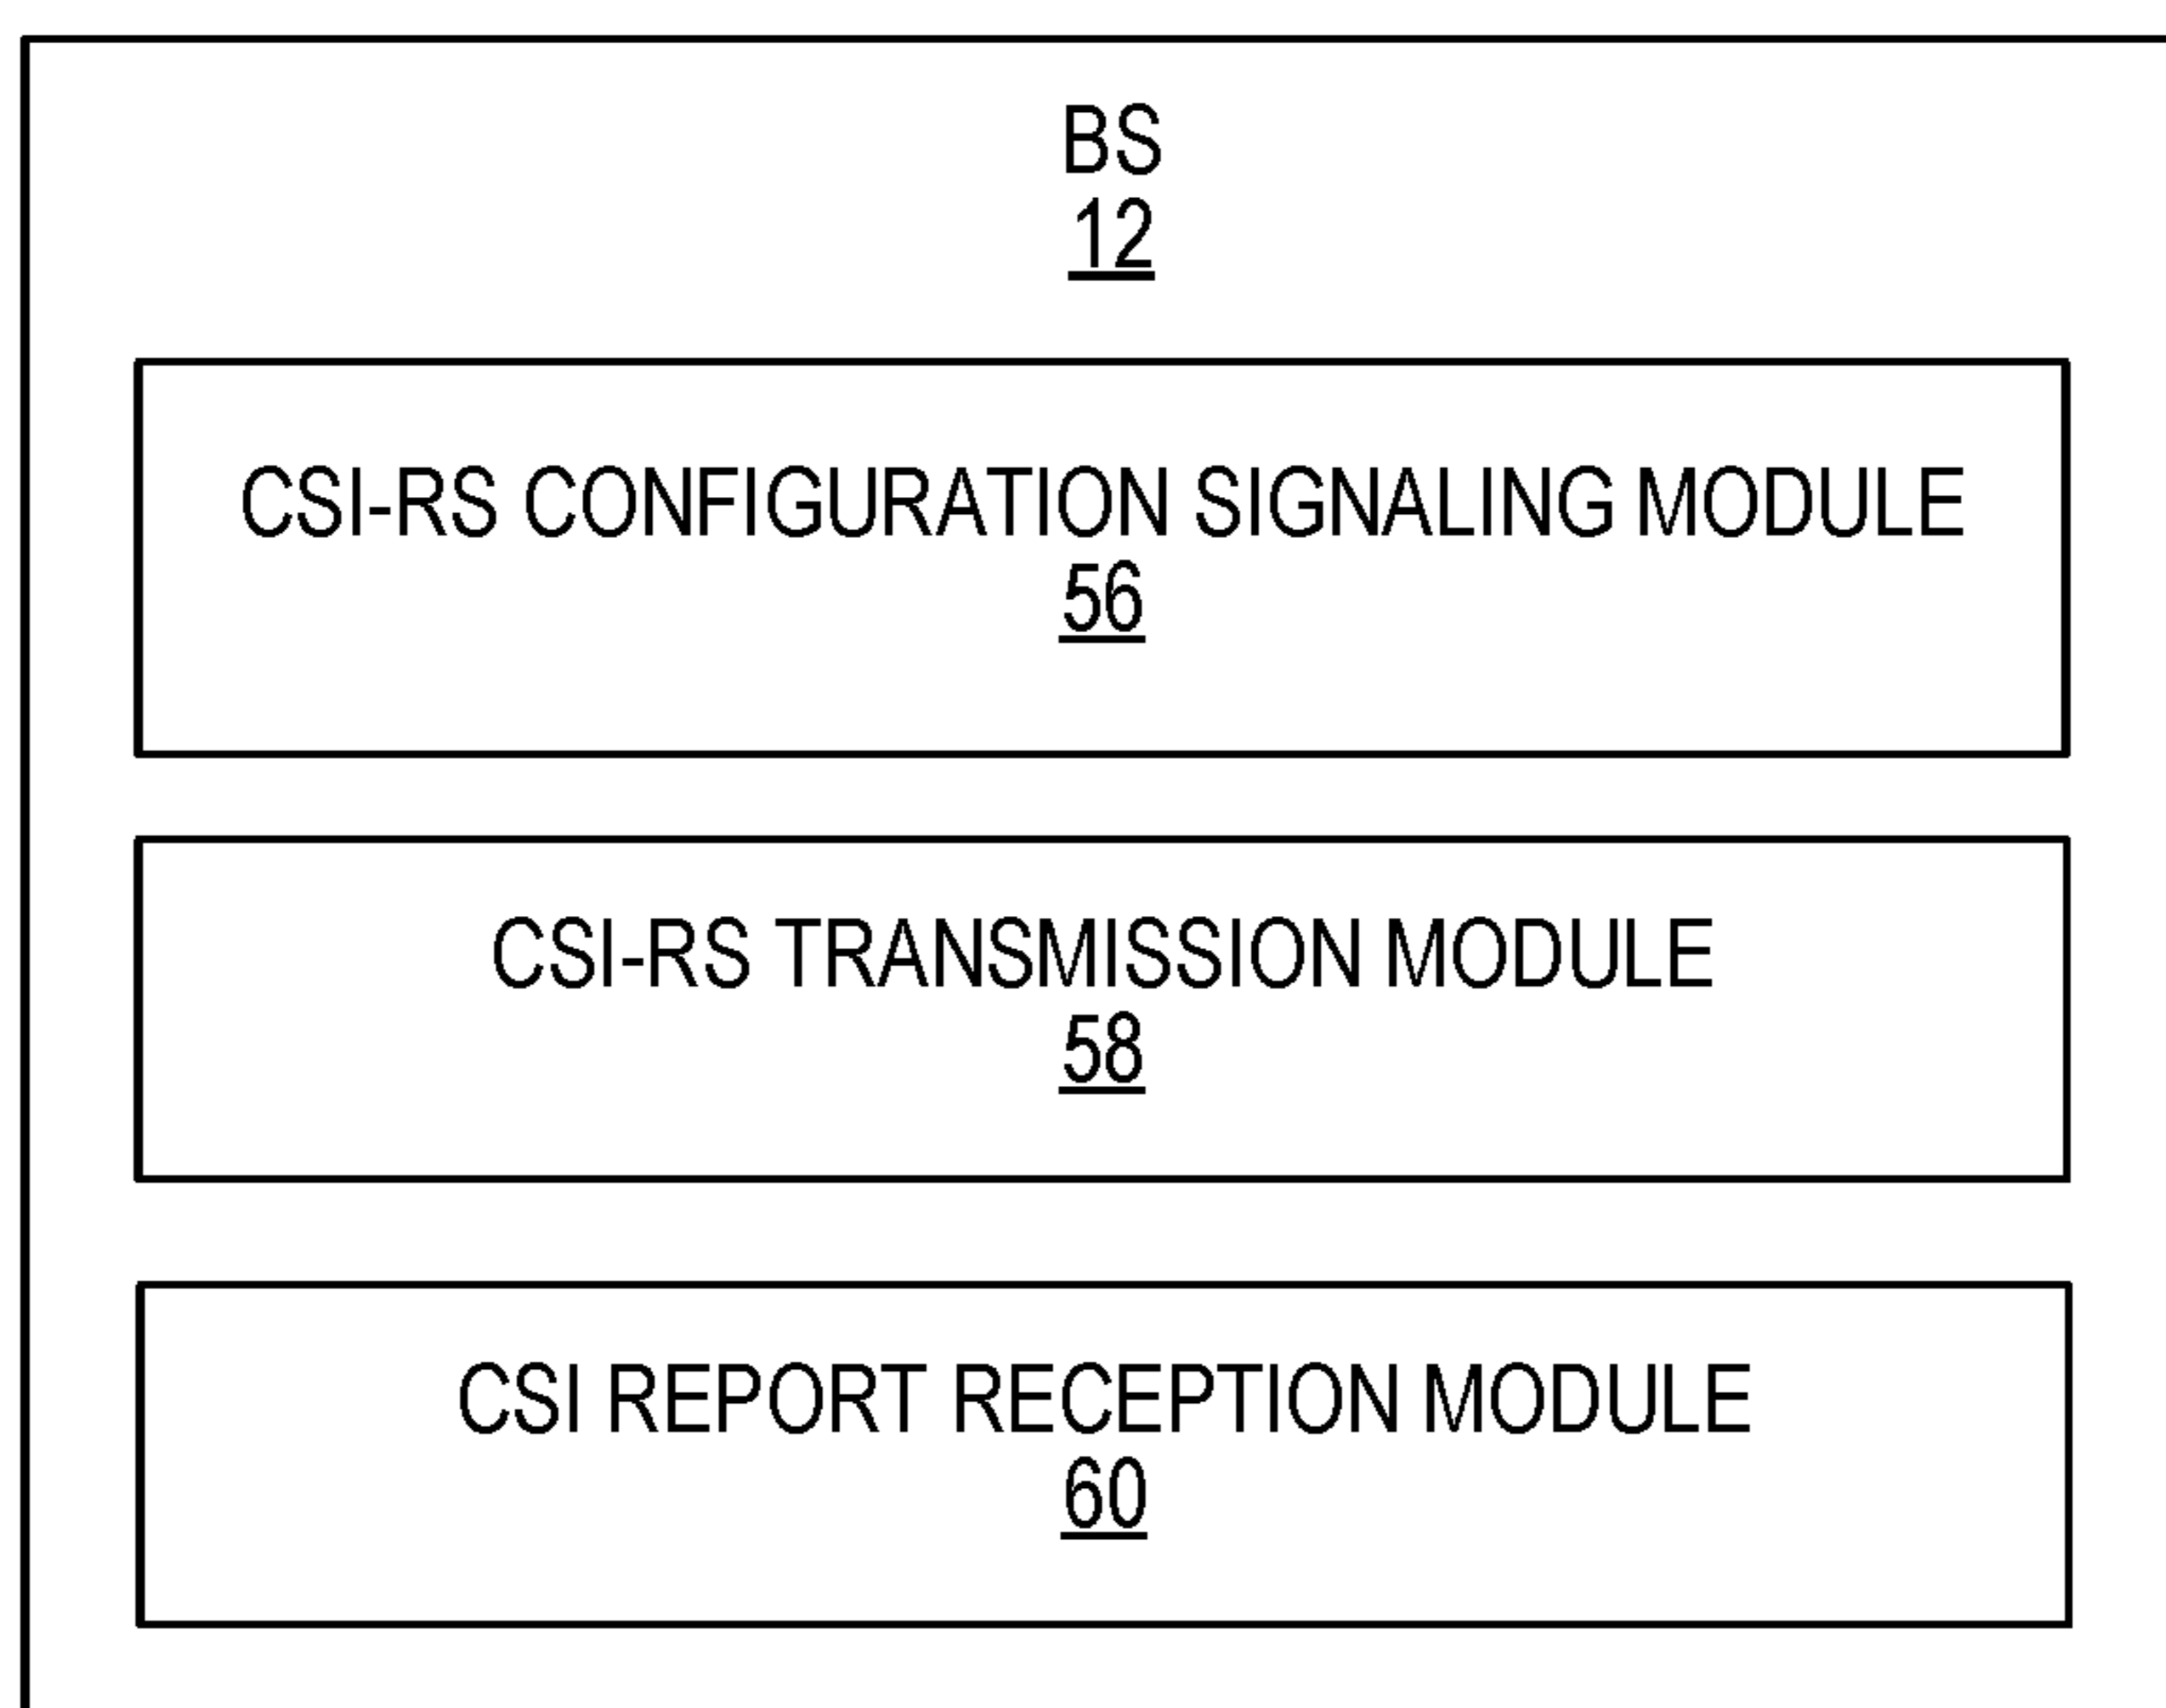 BS
12
CSI-RS CONFIGURATION SIGNALING MODULE
56
CSI-RS TRANSMISSION MODULE
58
CSI REPORT RECEPTION MODULE
60